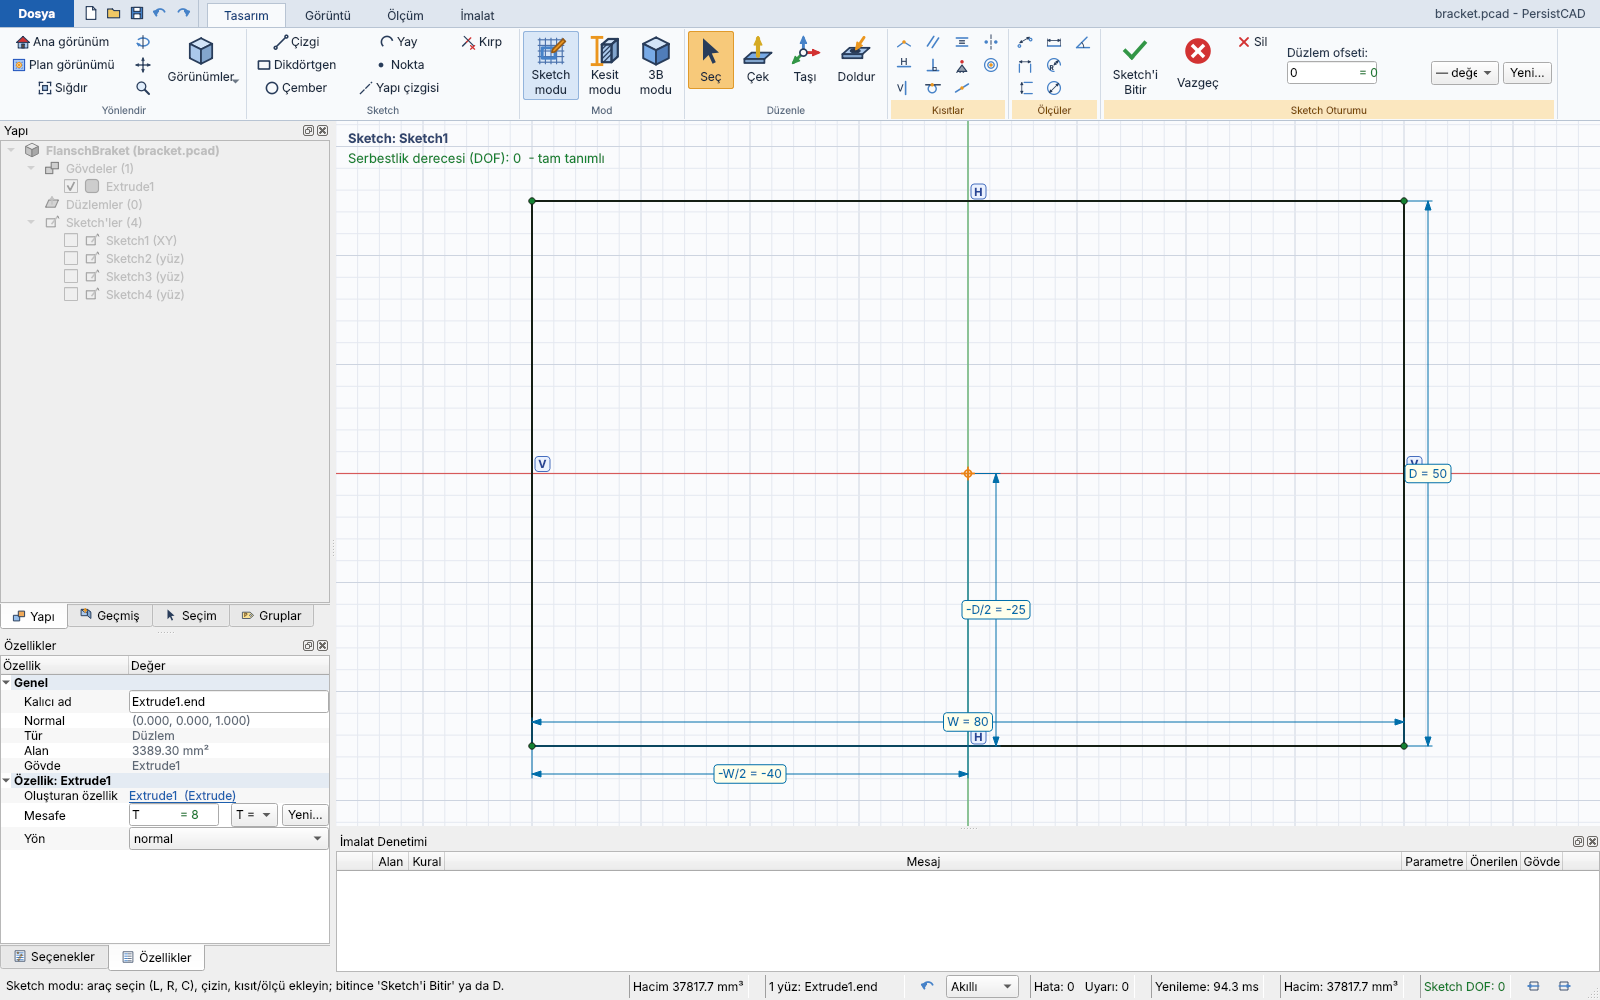 Dosya
Tasarım
Görüntü
Ölçüm
İmalat
bracket.pcad - PersistCAD
Ana görünüm
Plan görünümü
Sığdır
Görünümler
Yönlendir
Çizgi
Dikdörtgen
Çember
Yay
Nokta
Yapı çizgisi
Kırp
Sketch
Sketch modu
Kesit modu
3B modu
Mod
Seç
Çek
Taşı
Doldur
Düzenle
Kısıtlar
Ölçüler
Sketch'i Bitir
Vazgeç
Sil
Düzlem ofseti:
0 = 0
— değe
Yeni...
Sketch Oturumu
Yapı
FlanschBraket (bracket.pcad)
Gövdeler (1)
Extrude1
Düzlemler (0)
Sketch'ler (4)
Sketch1 (XY)
Sketch2 (yüz)
Sketch3 (yüz)
Sketch4 (yüz)
Yapı
Geçmiş
Seçim
Gruplar
Özellikler
Özellik Değer
Genel
Kalıcı ad Extrude1.end
Normal (0.000, 0.000, 1.000)
Tür Düzlem
Alan 3389.30 mm²
Gövde Extrude1
Özellik: Extrude1
Oluşturan özellik Extrude1 (Extrude)
Mesafe T = 8 T = Yeni...
Yön normal
Seçenekler
Özellikler
Sketch: Sketch1
Serbestlik derecesi (DOF): 0 - tam tanımlı
H
V
V
D = 50
-D/2 = -25
W = 80
H
-W/2 = -40
İmalat Denetimi
Alan Kural Mesaj Parametre Önerilen Gövde
Sketch modu: araç seçin (L, R, C), çizin, kısıt/ölçü ekleyin; bitince 'Sketch'i Bitir' ya da D.
Hacim 37817.7 mm³
1 yüz: Extrude1.end
Akıllı
Hata: 0 Uyarı: 0
Yenileme: 94.3 ms
Hacim: 37817.7 mm³
Sketch DOF: 0